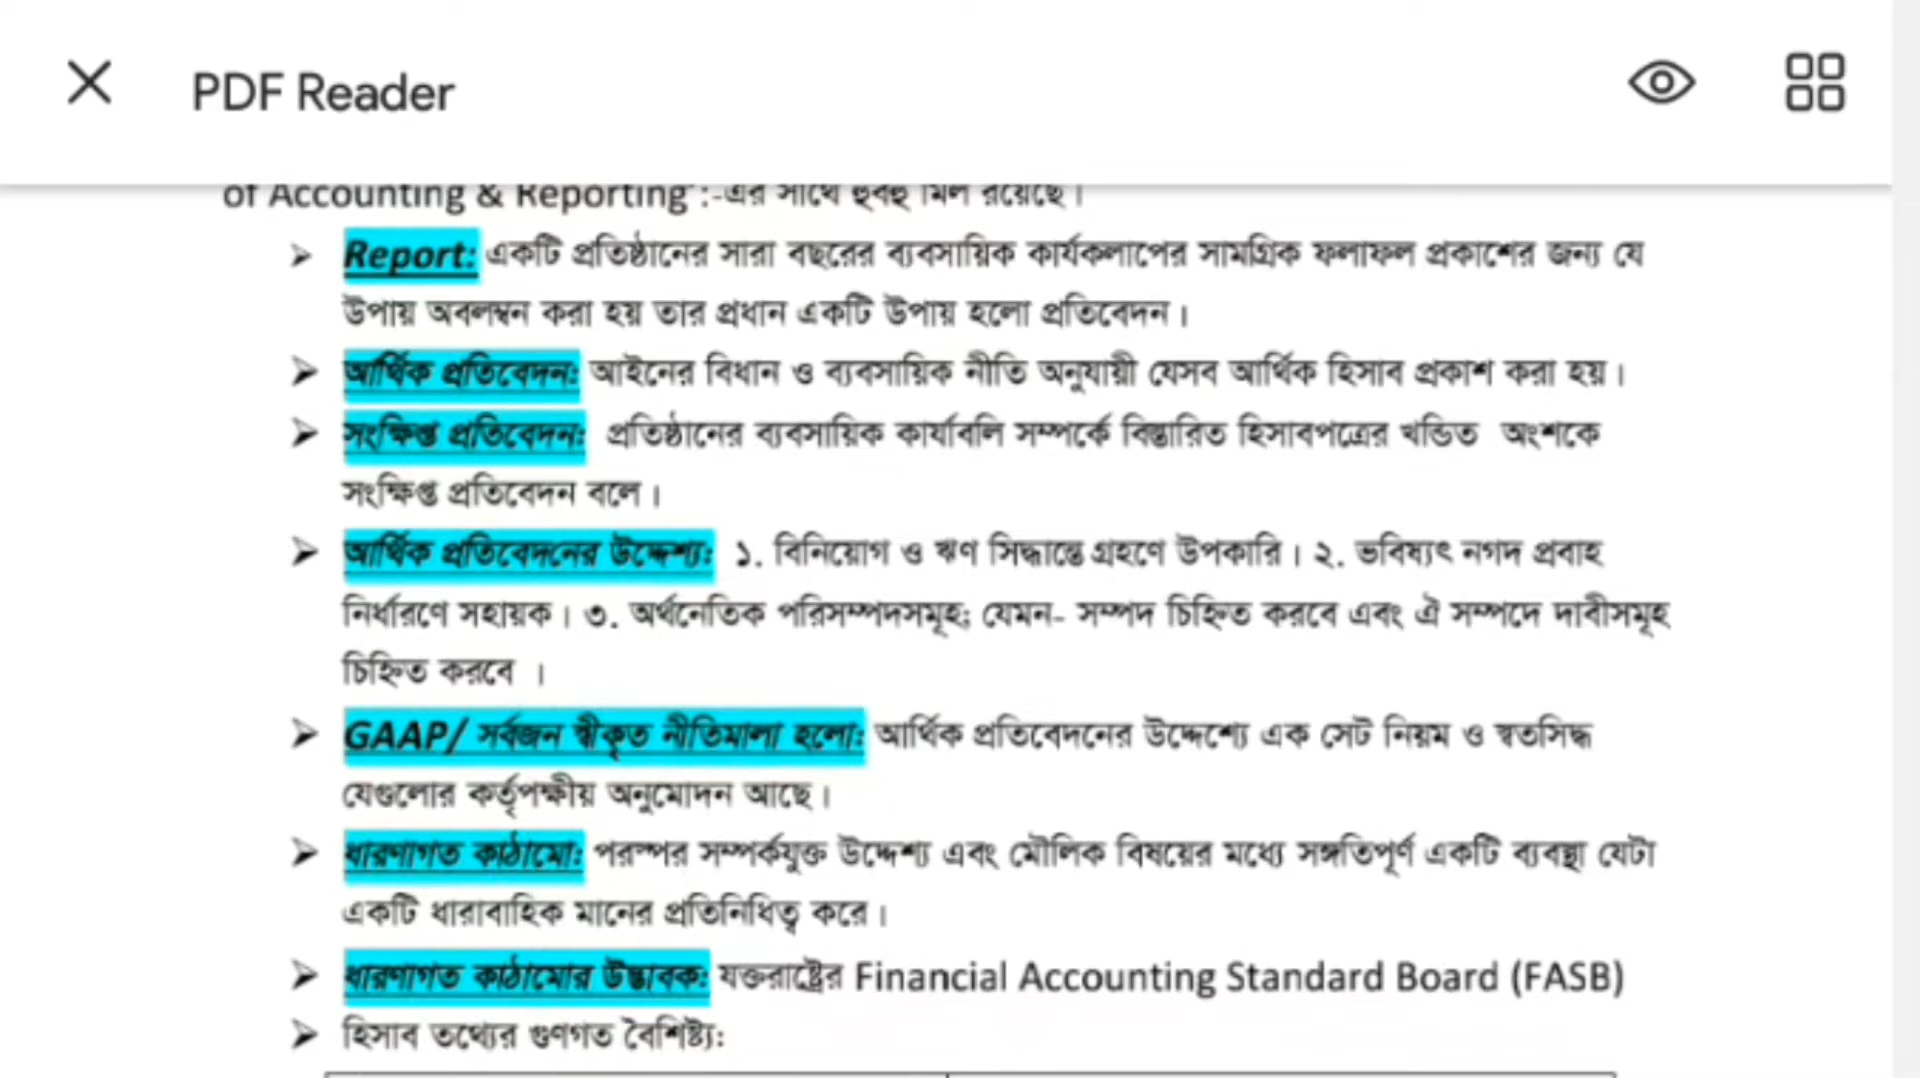 PDF Reader
of Accounting & Reporting':-এর সাথে হুবহু মিল রয়েছে।
➢ Report: একটি প্রতিষ্ঠানের সারা বছরের ব্যবসায়িক কার্যকলাপের সামগ্রিক ফলাফল প্রকাশের জন্য যে
উপায় অবলম্বন করা হয় তার প্রধান একটি উপায় হলো প্রতিবেদন।
➢ আর্থিক প্রতিবেদন: আইনের বিধান ও ব্যবসায়িক নীতি অনুযায়ী যেসব আর্থিক হিসাব প্রকাশ করা হয়।
➢ সংক্ষিপ্ত প্রতিবেদন: প্রতিষ্ঠানের ব্যবসায়িক কার্যাবলি সম্পর্কে বিস্তারিত হিসাবপত্রের খন্ডিত অংশকে
সংক্ষিপ্ত প্রতিবেদন বলে।
➢ আর্থিক প্রতিবেদনের উদ্দেশ্য: ১. বিনিয়োগ ও ঋণ সিদ্ধান্তে গ্রহণে উপকারি। ২. ভবিষ্যৎ নগদ প্রবাহ
নির্ধারণে সহায়ক। ৩. অর্থনেতিক পরিসম্পদসমূহ; যেমন- সম্পদ চিহ্নিত করবে এবং ঐ সম্পদে দাবীসমূহ
চিহ্নিত করবে ।
➢ GAAP/ সর্বজন স্বীকৃত নীতিমালা হলো: আর্থিক প্রতিবেদনের উদ্দেশ্যে এক সেট নিয়ম ও স্বতসিদ্ধ
যেগুলোর কর্তৃপক্ষীয় অনুমোদন আছে।
➢ ধারণাগত কাঠামো: পরস্পর সম্পর্কযুক্ত উদ্দেশ্য এবং মৌলিক বিষয়ের মধ্যে সঙ্গতিপূর্ণ একটি ব্যবস্থা যেটা
একটি ধারাবাহিক মানের প্রতিনিধিত্ব করে।
➢ ধারণাগত কাঠামোর উদ্ভাবক: যক্তরাষ্ট্রের Financial Accounting Standard Board (FASB)
➢ হিসাব তথ্যের গুণগত বৈশিষ্ট্য: